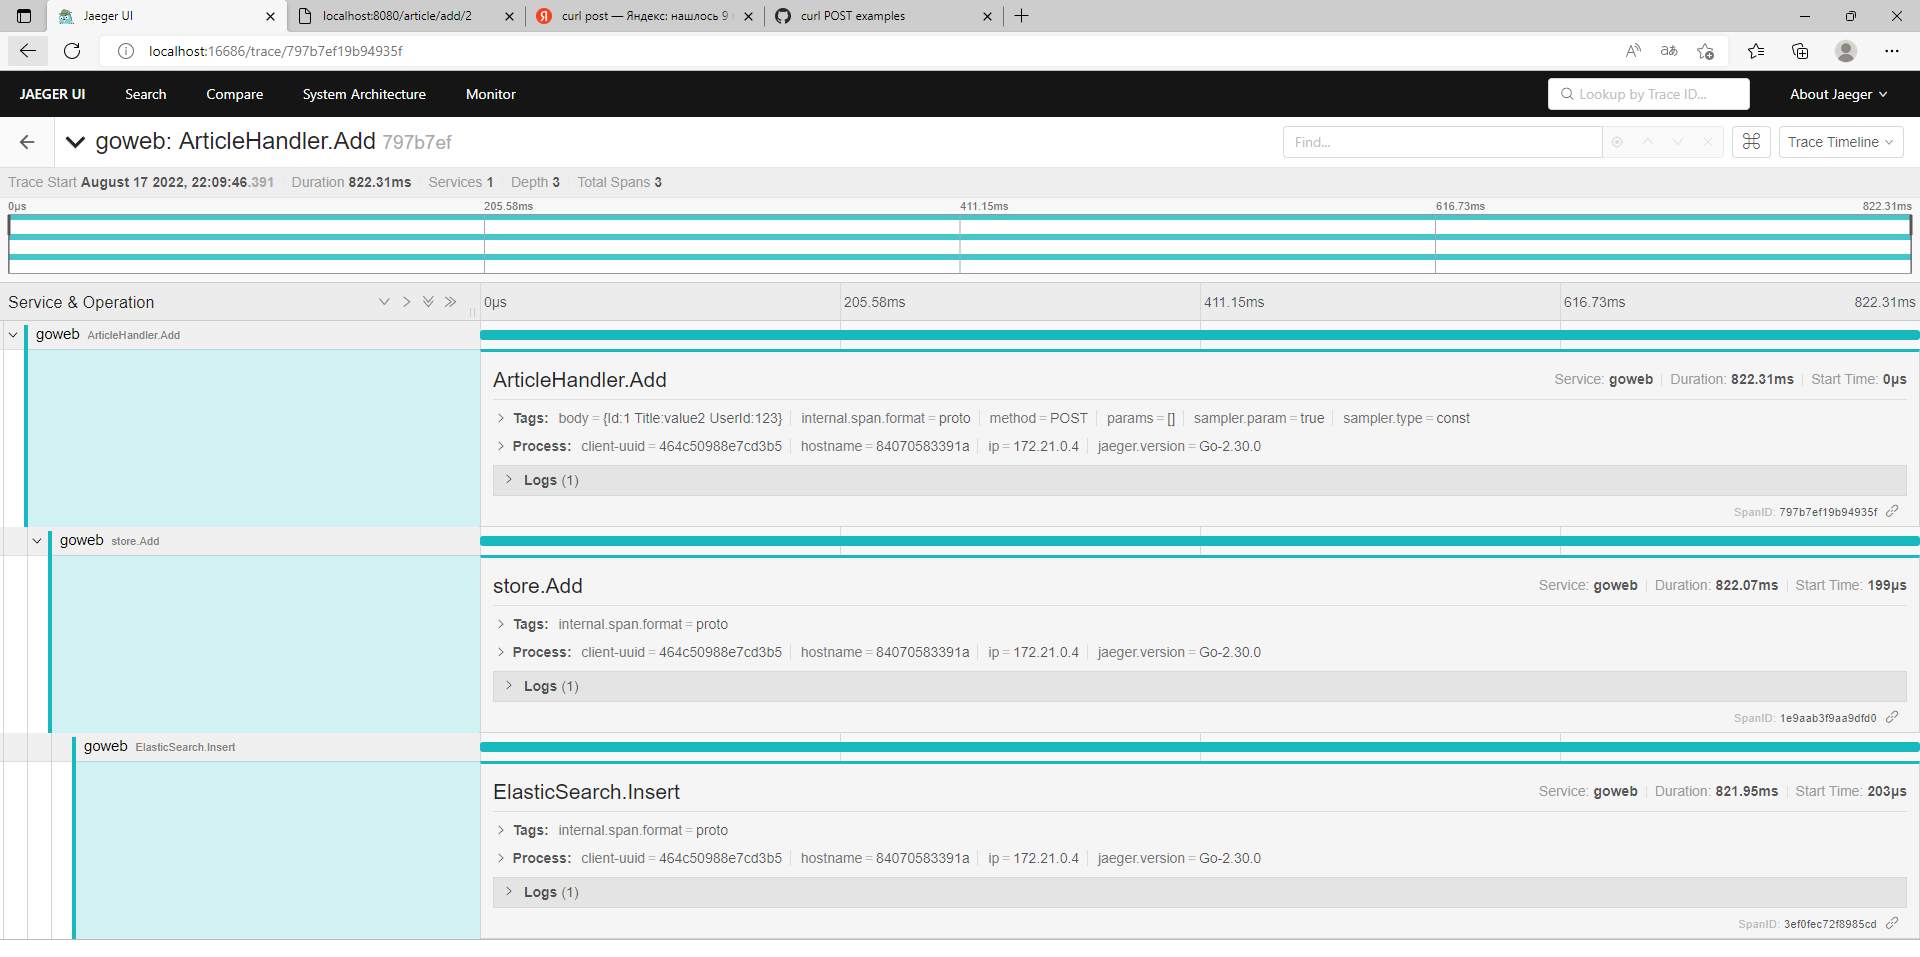 Jaeger UI
localhost:8080/article/add/2
curl post — Яндекс: нашлось 9
curl POST examples
localhost:16686/trace/797b7ef19b94935f
JAEGER UI Search Compare System Architecture Monitor Lookup by Trace ID... About Jaeger
goweb: ArticleHandler.Add 797b7ef Find... Trace Timeline
Trace Start August 17 2022, 22:09:46.391 Duration 822.31ms Services 1 Depth 3 Total Spans 3
0μs 205.58ms 411.15ms 616.73ms 822.31ms
Service & Operation 0μs 205.58ms 411.15ms 616.73ms 822.31ms
goweb ArticleHandler.Add
ArticleHandler.Add Service: goweb Duration: 822.31ms Start Time: 0μs
Tags: body = {Id:1 Title:value2 UserId:123} internal.span.format = proto method = POST params = [] sampler.param = true sampler.type = const
Process: client-uuid = 464c50988e7cd3b5 hostname = 84070583391a ip = 172.21.0.4 jaeger.version = Go-2.30.0
Logs (1)
SpanID: 797b7ef19b94935f
goweb store.Add
store.Add Service: goweb Duration: 822.07ms Start Time: 199μs
Tags: internal.span.format = proto
Process: client-uuid = 464c50988e7cd3b5 hostname = 84070583391a ip = 172.21.0.4 jaeger.version = Go-2.30.0
Logs (1)
SpanID: 1e9aab3f9aa9dfd0
goweb ElasticSearch.Insert
ElasticSearch.Insert Service: goweb Duration: 821.95ms Start Time: 203μs
Tags: internal.span.format = proto
Process: client-uuid = 464c50988e7cd3b5 hostname = 84070583391a ip = 172.21.0.4 jaeger.version = Go-2.30.0
Logs (1)
SpanID: 3ef0fec72f8985cd